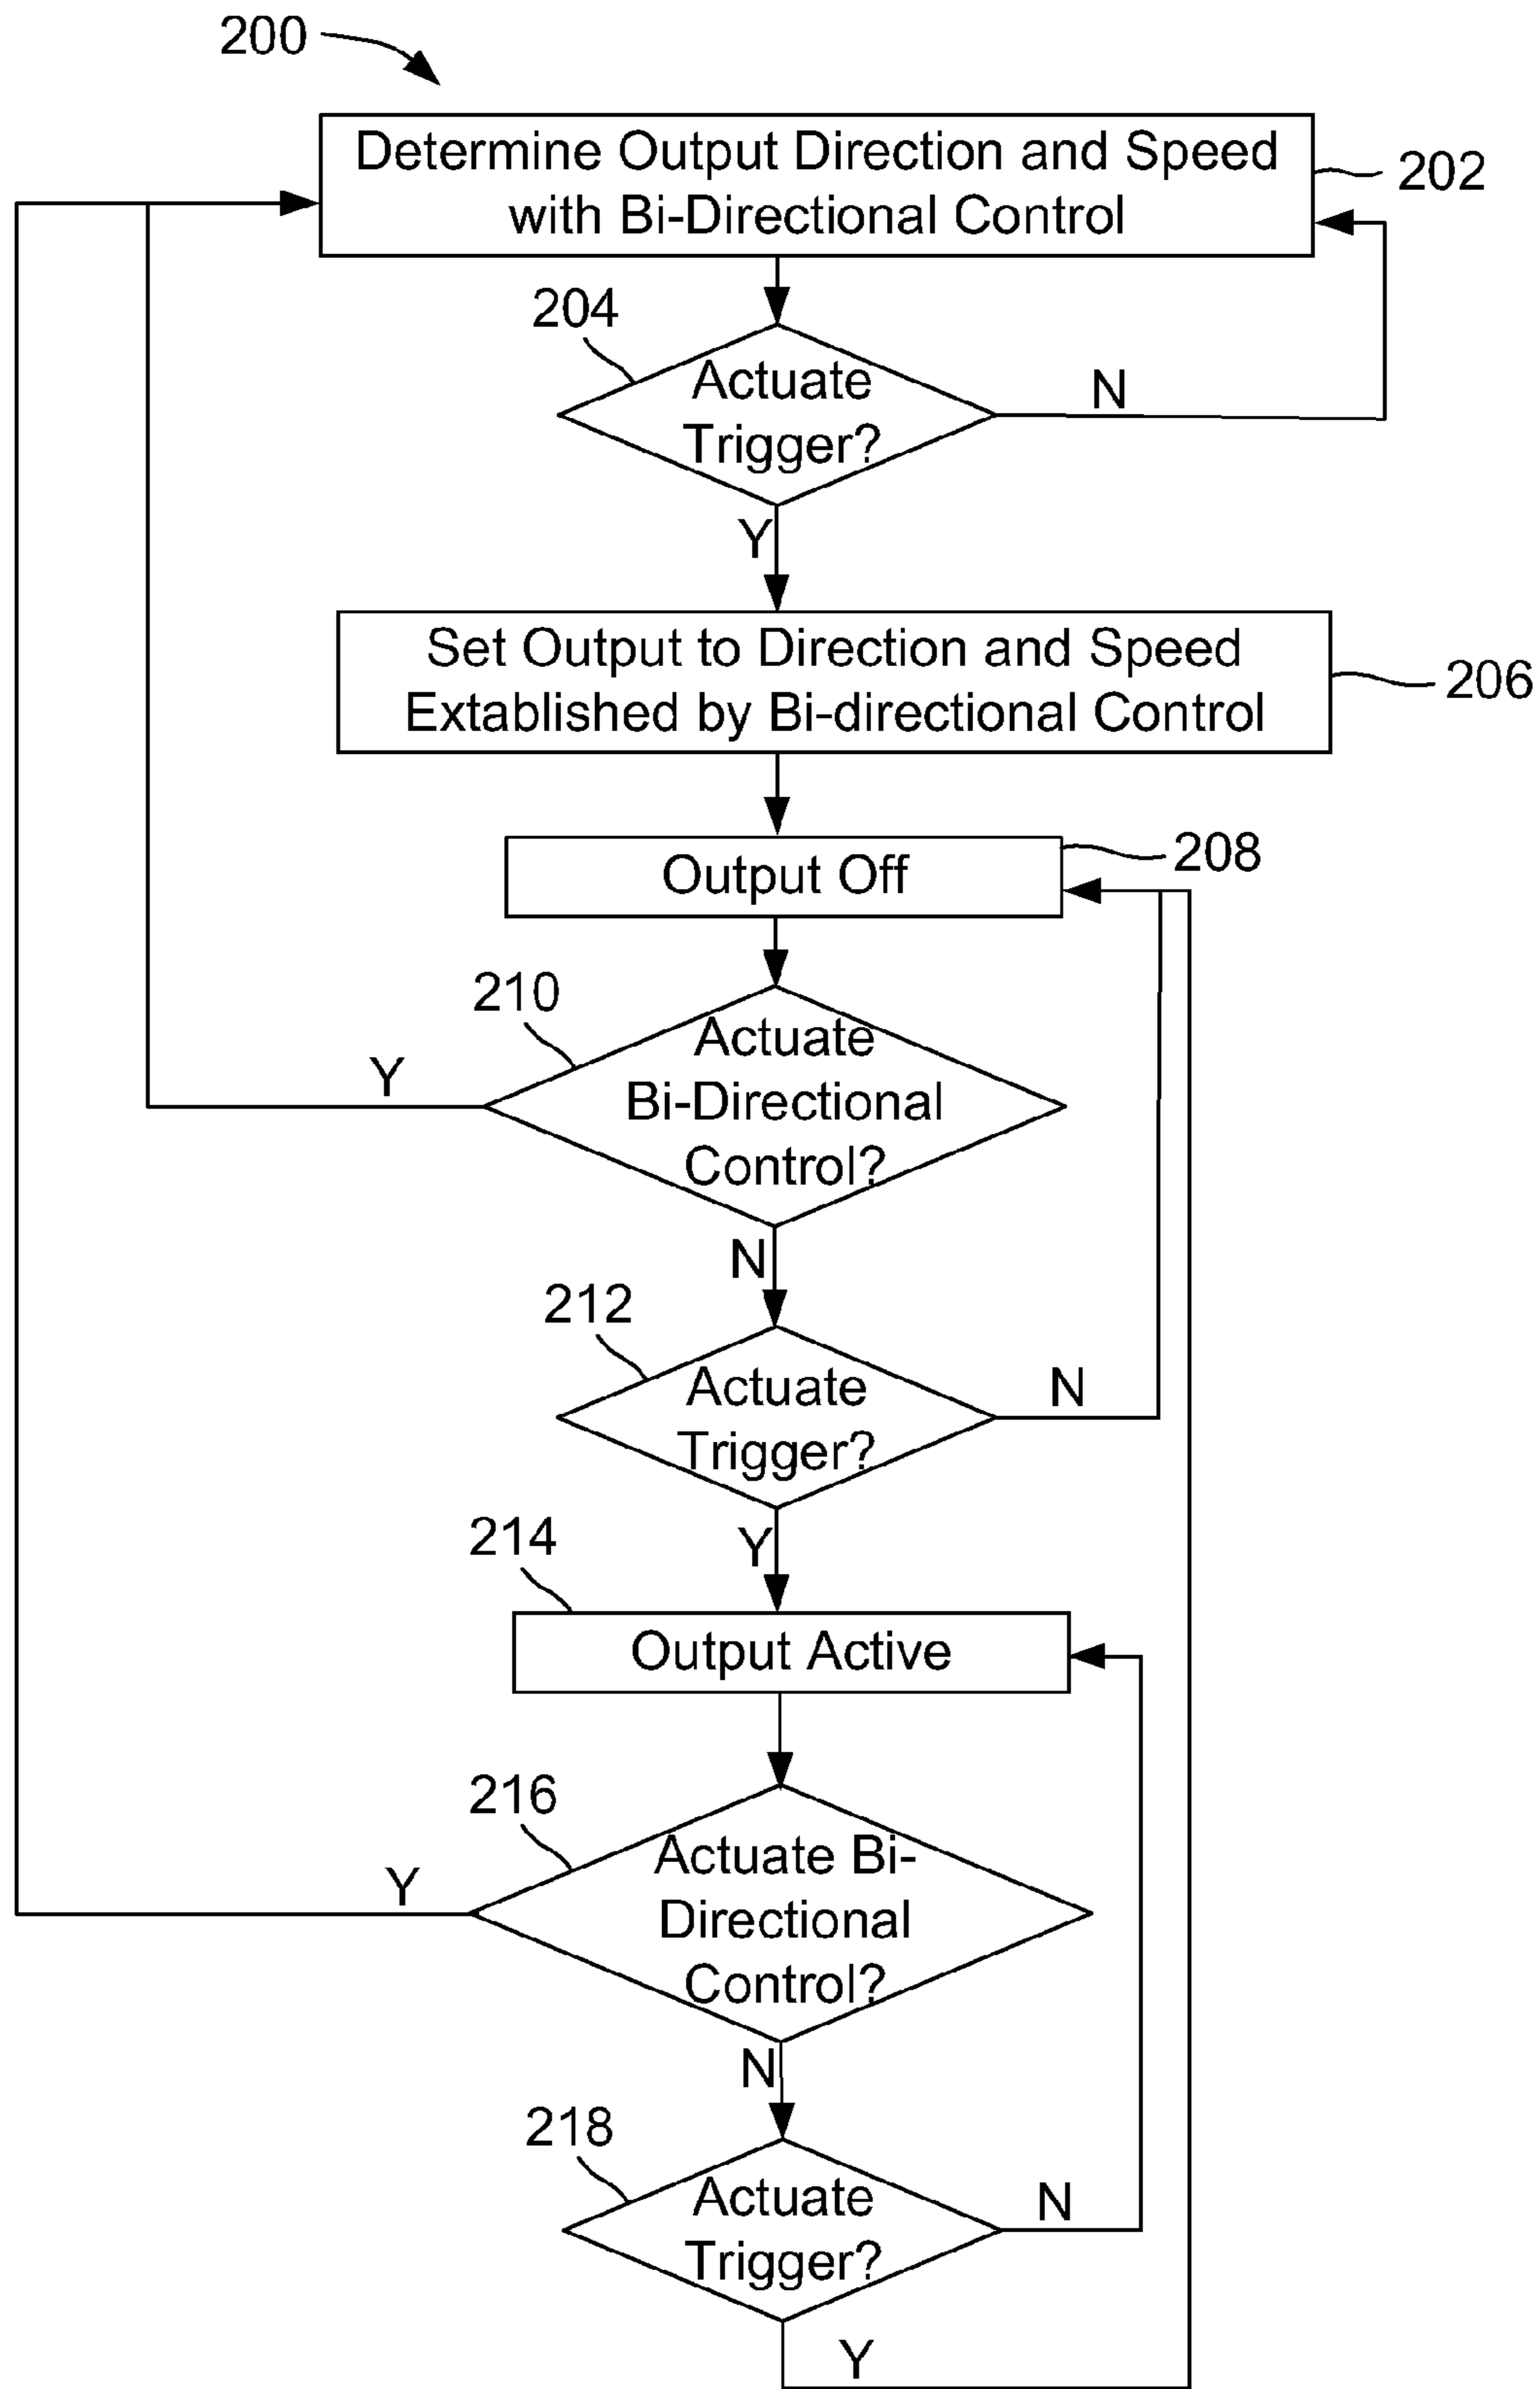 200
Determine Output Direction and Speed
with Bi-Directional Control
202
204
Actuate
Trigger?
N
Y
Set Output to Direction and Speed
Extablished by Bi-directional Control
206
Output Off
208
210
Actuate
Bi-Directional
Control?
Y
N
212
Actuate
Trigger?
N
Y
214
Output Active
216
Actuate Bi-
Directional
Control?
Y
N
218
Actuate
Trigger?
N
Y